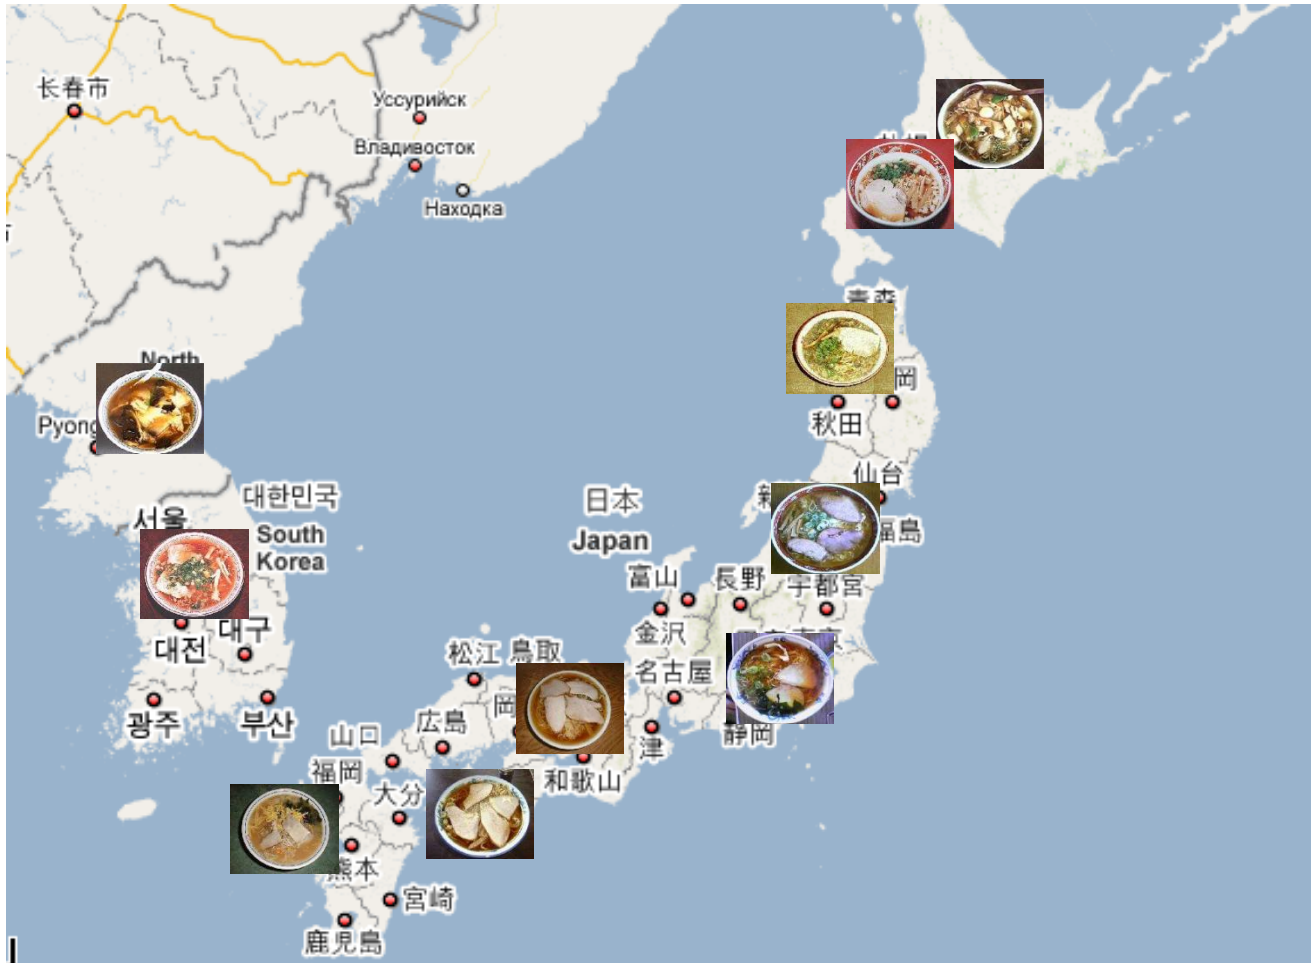 长春市
Уссурийск
Владивосток
Находка
North
Pyong
岡
秋田
仙台
대한민국
日本
서울
South
Korea
Japan
福島
富山
長野
宇都宮
대구
대전
金沢
松江
鳥取
名古屋
岡
広島
광주
부산
山口
静岡
津
福岡
和歌山
大分
熊本
宮崎
鹿児島